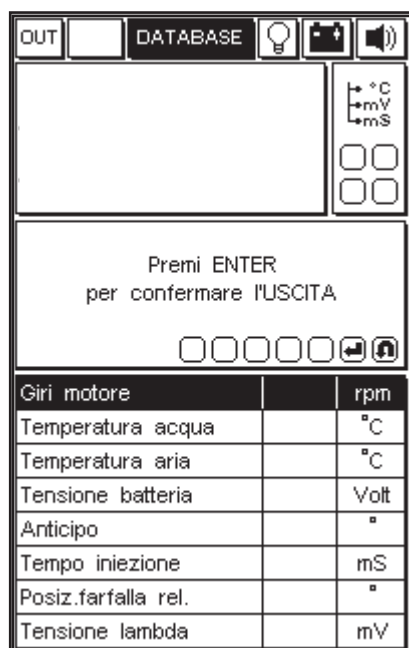 OUT DATABASE
°C
mV
mS
Premi ENTER
per confermare l'USCITA
Giri motore rpm
Temperatura acqua °C
Temperatura aria °C
Tensione batteria Volt
Anticipo °
Tempo iniezione mS
Posiz.farfalla rel. °
Tensione lambda mV